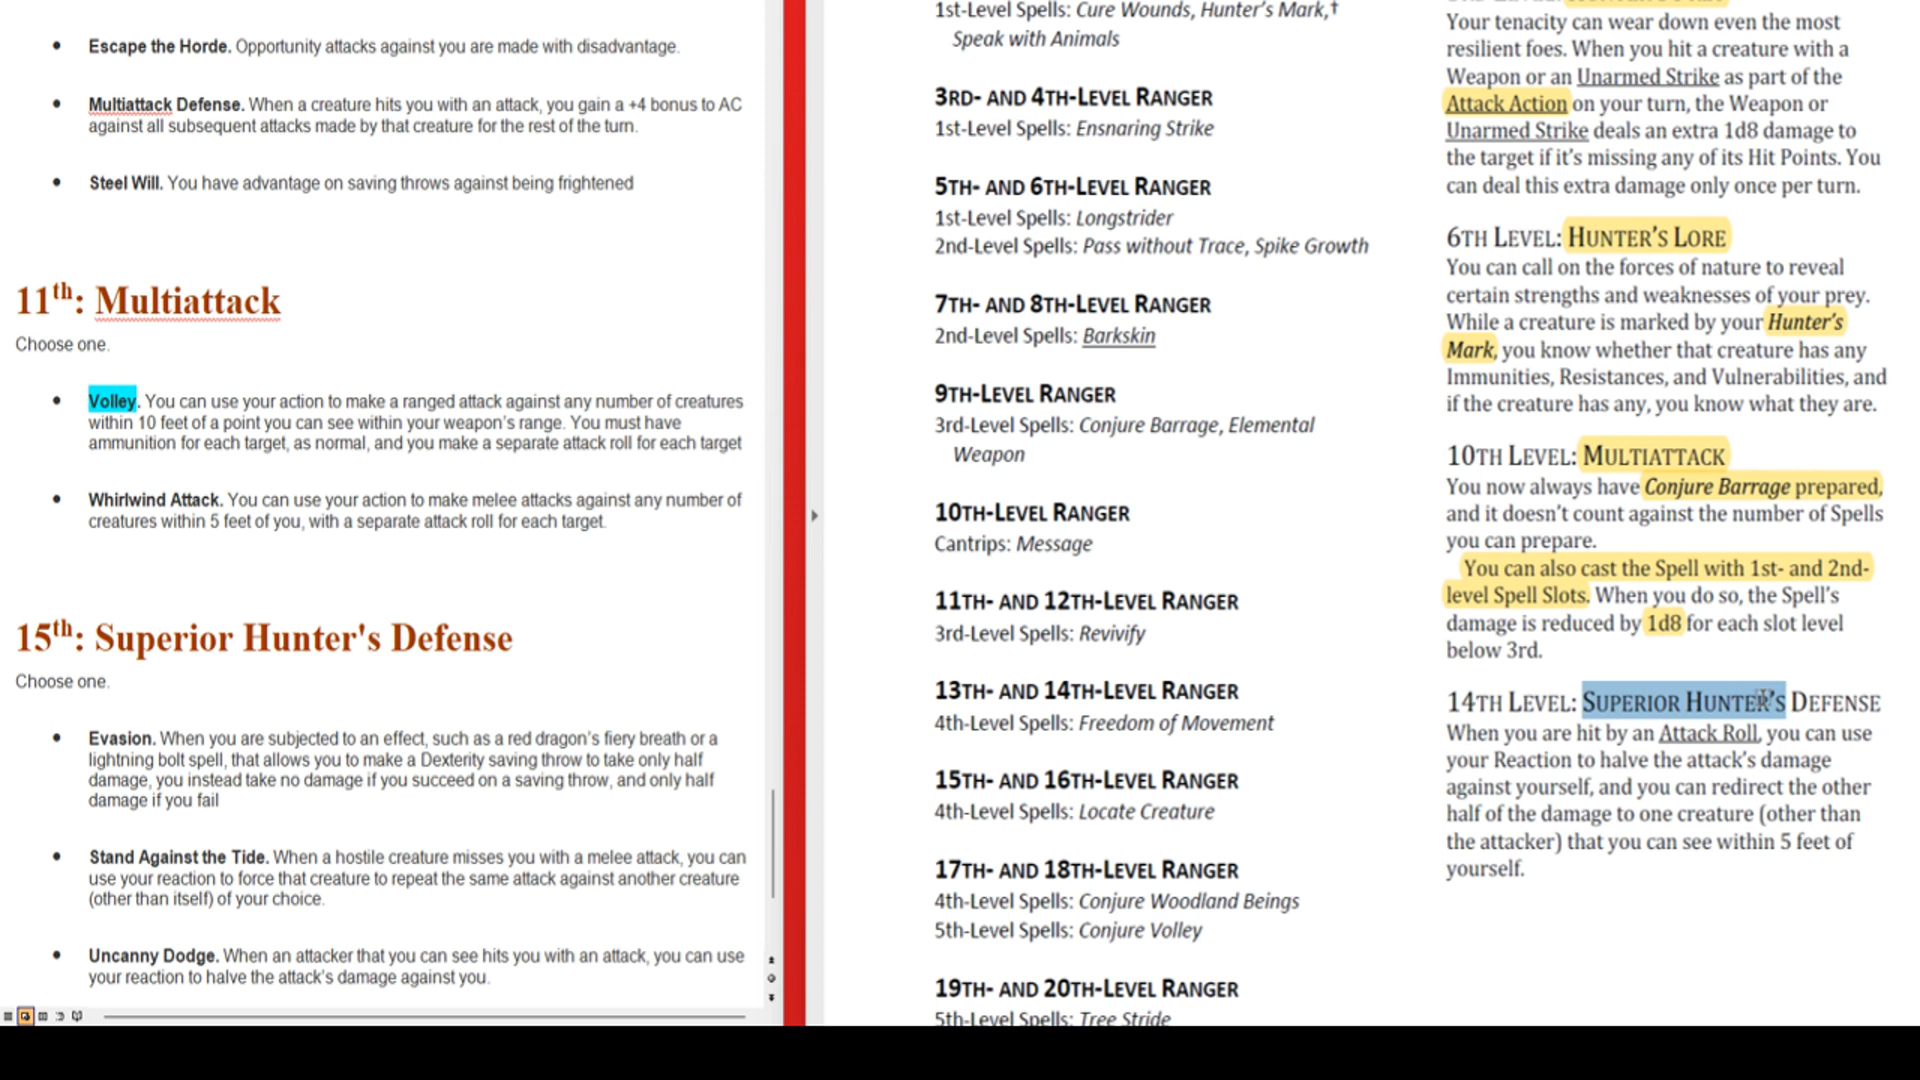 Escape the Horde. Opportunity attacks against you are made with disadvantage.
Multiattack Defense. When a creature hits you with an attack, you gain a +4 bonus to AC
against all subsequent attacks made by that creature for the rest of the turn.
Steel Will. You have advantage on saving throws against being frightened
11th: Multiattack
Choose one.
Volley. You can use your action to make a ranged attack against any number of creatures
within 10 feet of a point you can see within your weapon's range. You must have
ammunition for each target, as normal, and you make a separate attack roll for each target
Whirlwind Attack. You can use your action to make melee attacks against any number of
creatures within 5 feet of you, with a separate attack roll for each target.
15th: Superior Hunter's Defense
Choose one.
Evasion. When you are subjected to an effect, such as a red dragon's fiery breath or a
lightning bolt spell, that allows you to make a Dexterity saving throw to take only half
damage, you instead take no damage if you succeed on a saving throw, and only half
damage if you fail
Stand Against the Tide. When a hostile creature misses you with a melee attack, you can
use your reaction to force that creature to repeat the same attack against another creature
(other than itself) of your choice.
Uncanny Dodge. When an attacker that you can see hits you with an attack, you can use
your reaction to halve the attack's damage against you.
1st-Level Spells: Cure Wounds, Hunter's Mark,†
Speak with Animals
3RD- AND 4TH-LEVEL RANGER
1st-Level Spells: Ensnaring Strike
5TH- AND 6TH-LEVEL RANGER
1st-Level Spells: Longstrider
2nd-Level Spells: Pass without Trace, Spike Growth
7TH- AND 8TH-LEVEL RANGER
2nd-Level Spells: Barkskin
9TH-LEVEL RANGER
3rd-Level Spells: Conjure Barrage, Elemental
Weapon
10TH-LEVEL RANGER
Cantrips: Message
11TH- AND 12TH-LEVEL RANGER
3rd-Level Spells: Revivify
13TH- AND 14TH-LEVEL RANGER
4th-Level Spells: Freedom of Movement
15TH- AND 16TH-LEVEL RANGER
4th-Level Spells: Locate Creature
17TH- AND 18TH-LEVEL RANGER
4th-Level Spells: Conjure Woodland Beings
5th-Level Spells: Conjure Volley
19TH- AND 20TH-LEVEL RANGER
5th-Level Spells: Tree Stride
Your tenacity can wear down even the most
resilient foes. When you hit a creature with a
Weapon or an Unarmed Strike as part of the
Attack Action on your turn, the Weapon or
Unarmed Strike deals an extra 1d8 damage to
the target if it's missing any of its Hit Points. You
can deal this extra damage only once per turn.
6TH LEVEL: HUNTER'S LORE
You can call on the forces of nature to reveal
certain strengths and weaknesses of your prey.
While a creature is marked by your Hunter's
Mark, you know whether that creature has any
Immunities, Resistances, and Vulnerabilities, and
if the creature has any, you know what they are.
10TH LEVEL: MULTIATTACK
You now always have Conjure Barrage prepared,
and it doesn't count against the number of Spells
you can prepare.
You can also cast the Spell with 1st- and 2nd-
level Spell Slots. When you do so, the Spell's
damage is reduced by 1d8 for each slot level
below 3rd.
14TH LEVEL: SUPERIOR HUNTER'S DEFENSE
When you are hit by an Attack Roll, you can use
your Reaction to halve the attack's damage
against yourself, and you can redirect the other
half of the damage to one creature (other than
the attacker) that you can see within 5 feet of
yourself.